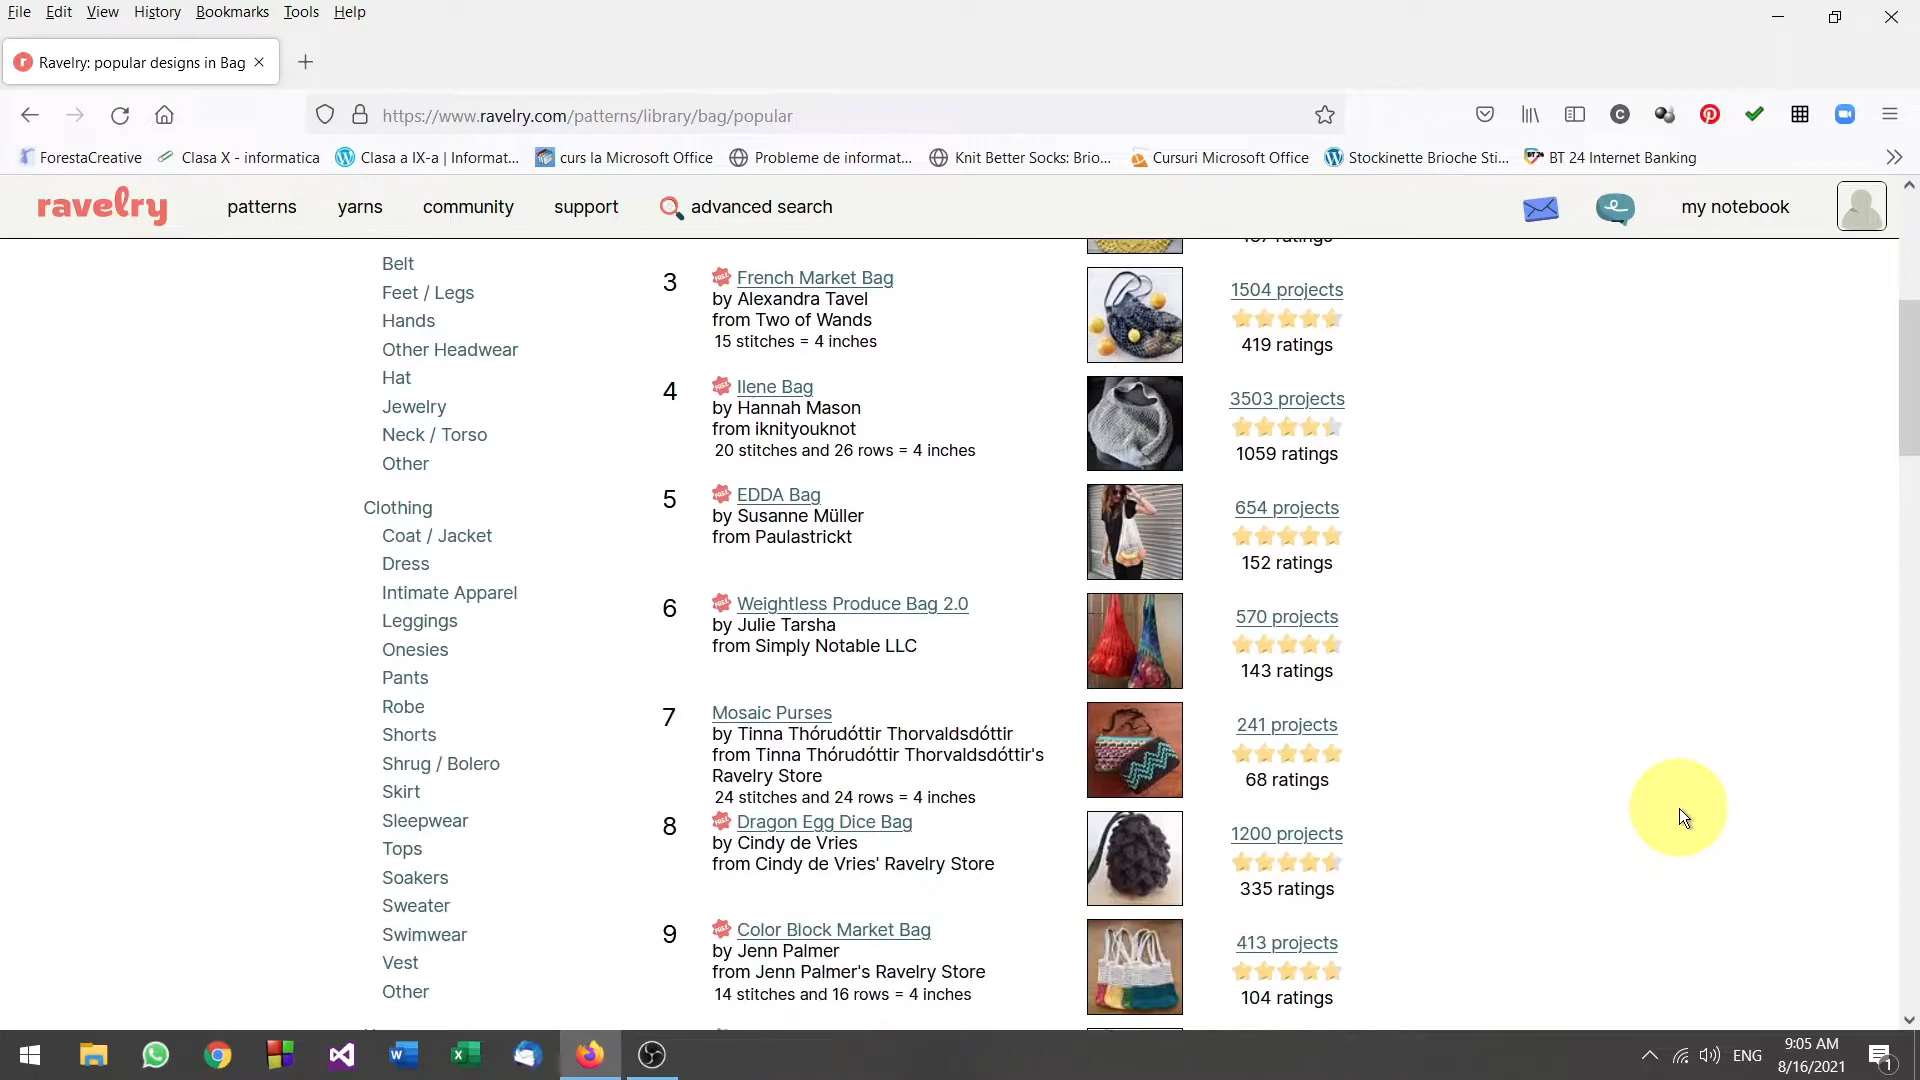 File Edit View History Bookmarks Tools Help
Ravelry: popular designs in Bag
https://www.ravelry.com/patterns/library/bag/popular
ForestaCreative Clasa X - informatica Clasa a IX-a | Informat... curs la Microsoft Office Probleme de informat... Knit Better Socks: Brio... Cursuri Microsoft Office Stockinette Brioche Sti... BT 24 Internet Banking
ravelry patterns yarns community support advanced search my notebook
Belt
Feet / Legs
Hands
Other Headwear
Hat
Jewelry
Neck / Torso
Other
Clothing
Coat / Jacket
Dress
Intimate Apparel
Leggings
Onesies
Pants
Robe
Shorts
Shrug / Bolero
Skirt
Sleepwear
Tops
Soakers
Sweater
Swimwear
Vest
Other
3 FREE French Market Bag
by Alexandra Tavel
from Two of Wands
15 stitches = 4 inches
1504 projects
419 ratings
4 FREE Ilene Bag
by Hannah Mason
from iknityouknot
20 stitches and 26 rows = 4 inches
3503 projects
1059 ratings
5 FREE EDDA Bag
by Susanne Müller
from Paulastrickt
654 projects
152 ratings
6 FREE Weightless Produce Bag 2.0
by Julie Tarsha
from Simply Notable LLC
570 projects
143 ratings
7 Mosaic Purses
by Tinna Thórudóttir Thorvaldsdóttir
from Tinna Thórudóttir Thorvaldsdóttir's
Ravelry Store
24 stitches and 24 rows = 4 inches
241 projects
68 ratings
8 FREE Dragon Egg Dice Bag
by Cindy de Vries
from Cindy de Vries' Ravelry Store
1200 projects
335 ratings
9 FREE Color Block Market Bag
by Jenn Palmer
from Jenn Palmer's Ravelry Store
14 stitches and 16 rows = 4 inches
413 projects
104 ratings
ENG
9:05 AM
8/16/2021
1